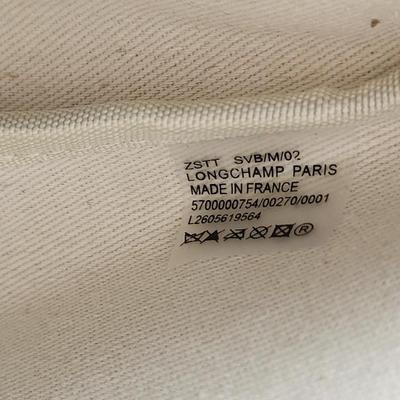 ZSTT SVB/M/02
LONGCHAMP PARIS
MADE IN FRANCE
5700000754/00270/0001
L2605619564
®